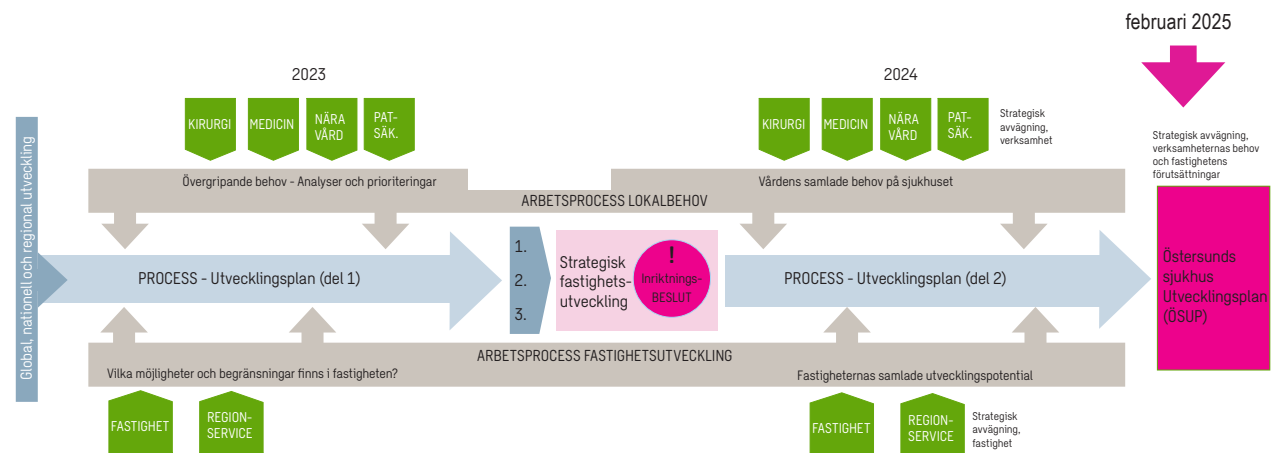 februari 2025
2023
2024
KIRURGI
MEDICIN
NÄRA
VÅRD
PAT-
SÄK.
KIRURGI
MEDICIN
NÄRA
VÅRD
PAT-
SÄK.
Strategisk
avvägning,
verksamhet
Strategisk avvägning,
verksamheternas behov
och fastighetens
förutsättningar
Global, nationell och regional utveckling
Övergripande behov - Analyser och prioriteringar
Vårdens samlade behov på sjukhuset
ARBETSPROCESS LOKALBEHOV
PROCESS - Utvecklingsplan (del 1)
1.
2.
3.
Strategisk
fastighets-
utveckling
!
Inriktnings-
BESLUT
PROCESS - Utvecklingsplan (del 2)
Östersunds
sjukhus
Utvecklingsplan
(ÖSUP)
ARBETSPROCESS FASTIGHETSUTVECKLING
Vilka möjligheter och begränsningar finns i fastigheten?
Fastigheternas samlade utvecklingspotential
FASTIGHET
REGION-
SERVICE
FASTIGHET
REGION-
SERVICE
Strategisk
avvägning,
fastighet